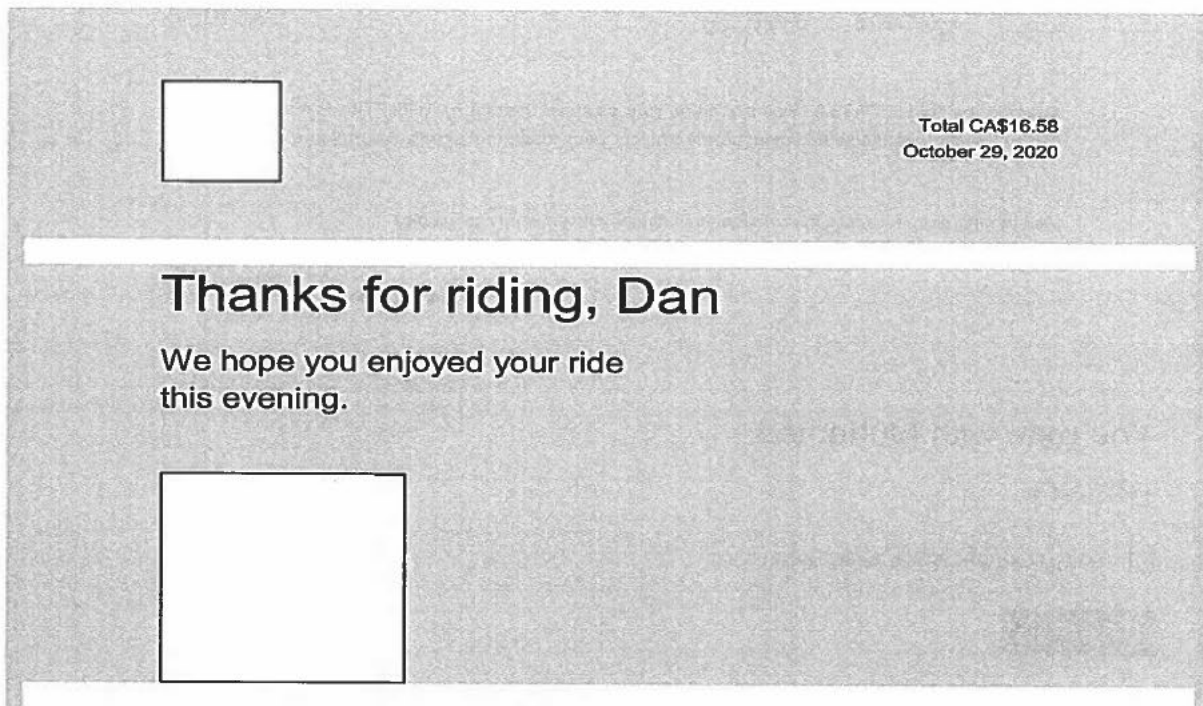 Total CA$16.58
October 29, 2020
Thanks for riding, Dan
We hope you enjoyed your ride
this evening.